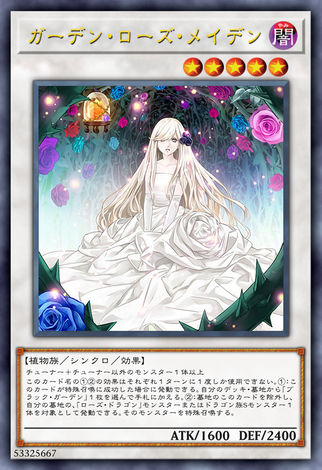 ガーデン・ローズ・メイデン
闇
やみ
【植物族/シンクロ/効果】
チューナー+チューナー以外のモンスター1体以上
このカード名の①②の効果はそれぞれ1ターンに1度しか使用できない。①:こ
のカードが特殊召喚に成功した場合に発動できる。自分のデッキ・墓地から「ブ
ラック・ガーデン」1枚を選んで手札に加える。②:墓地のこのカードを除外し、
自分の墓地の、「ローズ・ドラゴン」モンスターまたはドラゴン族Sモンスター1
体を対象として発動できる。そのモンスターを特殊召喚する。
ATK/1600 DEF/2400
53325667